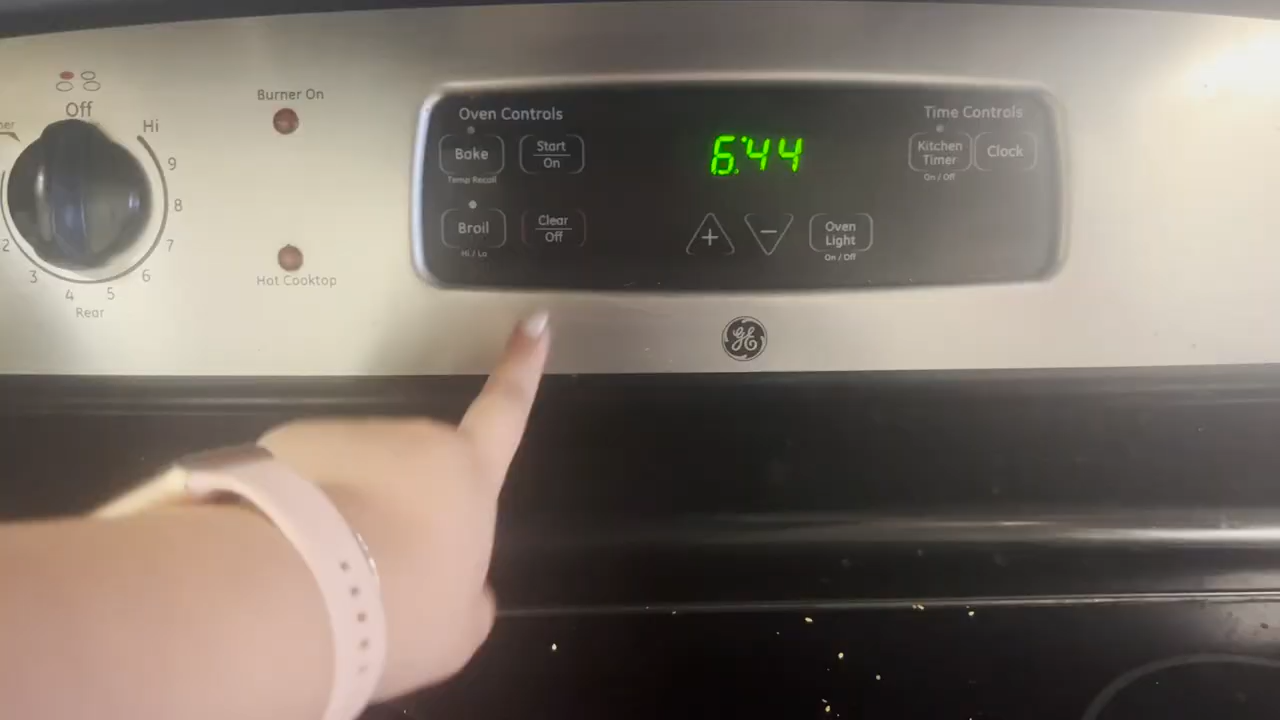 Off
Hi
9
8
7
6
5
4
3
2
Rear
Burner On
Hot Cooktop
Oven Controls
Bake
Temp Recall
Start
On
Broil
Hi / Lo
Clear
Off
6:44
+
−
Oven
Light
On / Off
Time Controls
Kitchen
Timer
On / Off
Clock
GE